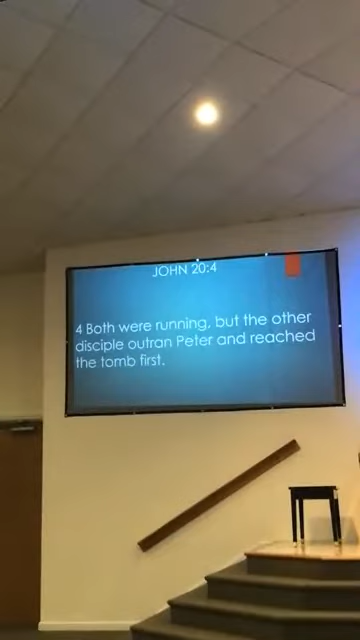 JOHN 20:4
4 Both were running, but the other
disciple outran Peter and reached
the tomb first.